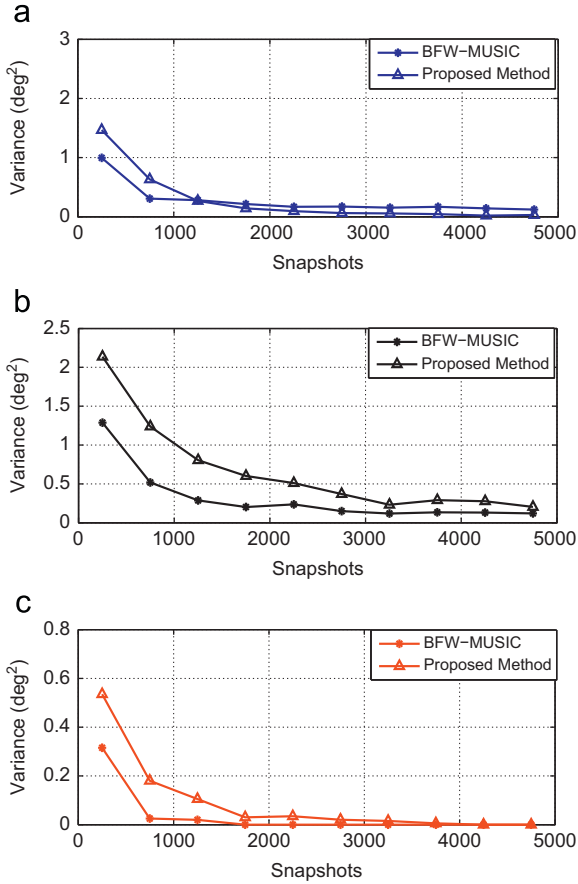 a
3
2
1
0
Variance (deg²)
BFW−MUSIC
Proposed Method
0 1000 2000 3000 4000 5000
Snapshots
b
2.5
2
1.5
1
0.5
0
Variance (deg²)
BFW−MUSIC
Proposed Method
0 1000 2000 3000 4000 5000
Snapshots
c
0.8
0.6
0.4
0.2
0
Variance (deg²)
BFW−MUSIC
Proposed Method
0 1000 2000 3000 4000 5000
Snapshots